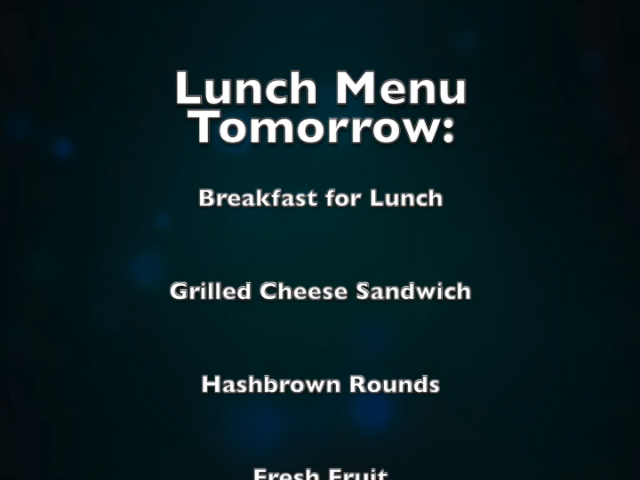 Lunch Menu
Tomorrow:
Breakfast for Lunch
Grilled Cheese Sandwich
Hashbrown Rounds
Fresh Fruit